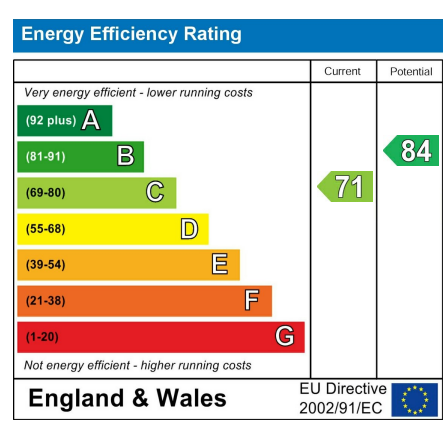 Energy Efficiency Rating
Current Potential
Very energy efficient - lower running costs
(92 plus) A
(81-91) B
84
(69-80) C
71
(55-68) D
(39-54) E
(21-38) F
(1-20) G
Not energy efficient - higher running costs
England & Wales
EU Directive
2002/91/EC